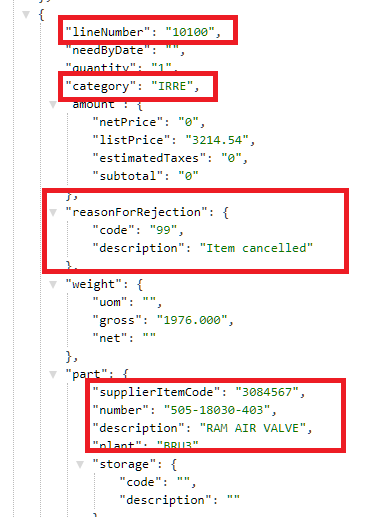 {
"lineNumber": "10100",
"needByDate": "",
"quantity": "1",
"category": "IRRE",
"amount": {
"netPrice": "0",
"listPrice": "3214.54",
"estimatedTaxes": "0",
"subtotal": "0"
},
"reasonForRejection": {
"code": "99",
"description": "Item cancelled"
},
"weight": {
"uom": "",
"gross": "1976.000",
"net": ""
},
"part": {
"supplierItemCode": "3084567",
"number": "505-18030-403",
"description": "RAM AIR VALVE",
"plant": "BRU3"
"storage": {
"code": "",
"description": ""
}